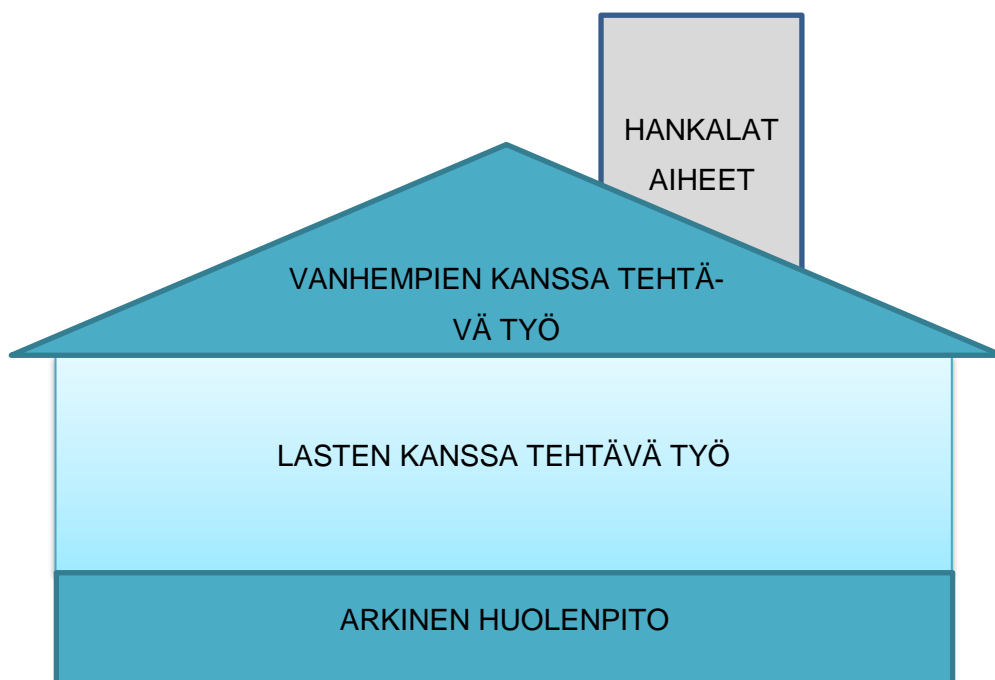 HANKALAT
AIHEET
VANHEMPIEN KANSSA TEHTÄ-
VÄ TYÖ
LASTEN KANSSA TEHTÄVÄ TYÖ
ARKINEN HUOLENPITO